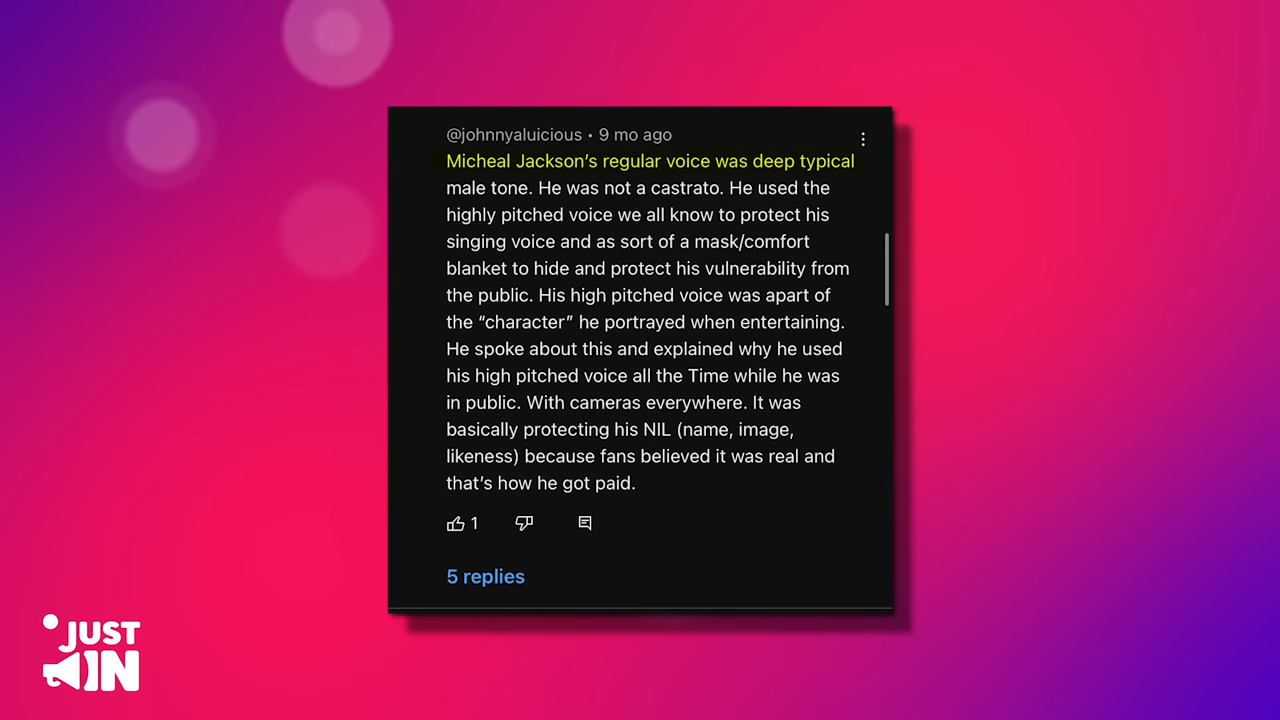 @johnnyaluicious • 9 mo ago
Micheal Jackson’s regular voice was deep typical
male tone. He was not a castrato. He used the
highly pitched voice we all know to protect his
singing voice and as sort of a mask/comfort
blanket to hide and protect his vulnerability from
the public. His high pitched voice was apart of
the “character” he portrayed when entertaining.
He spoke about this and explained why he used
his high pitched voice all the Time while he was
in public. With cameras everywhere. It was
basically protecting his NIL (name, image,
likeness) because fans believed it was real and
that’s how he got paid.
1
5 replies
JUST
IN